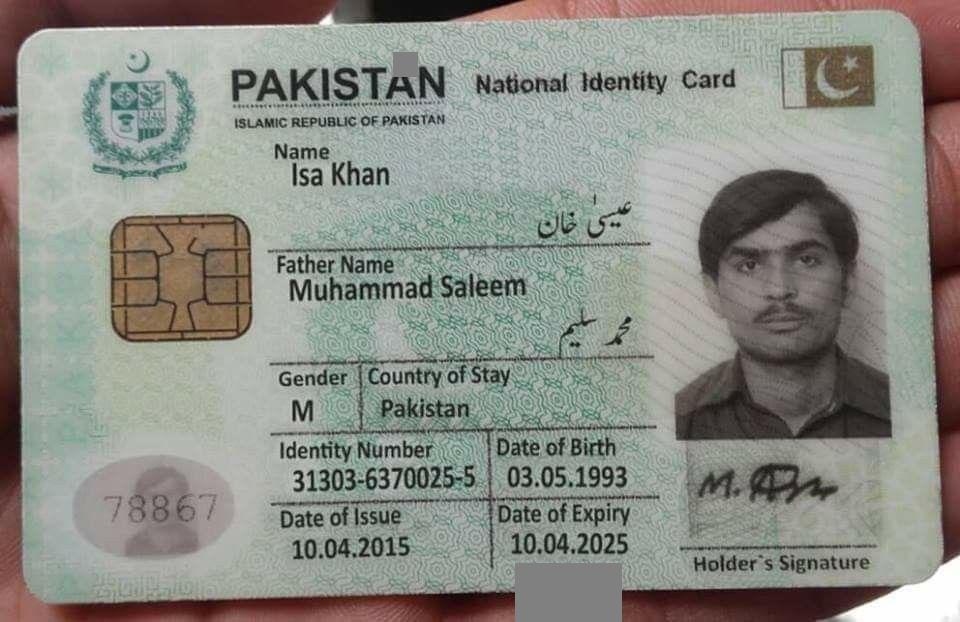 PAKISTAN National Identity Card
ISLAMIC REPUBLIC OF PAKISTAN
Name
Isa Khan
عیسیٰ خان
Father Name
Muhammad Saleem
محمد سلیم
Gender Country of Stay
M Pakistan
Identity Number Date of Birth
31303-6370025-5 03.05.1993
78867
Date of Issue Date of Expiry
10.04.2015 10.04.2025
Holder`s Signature